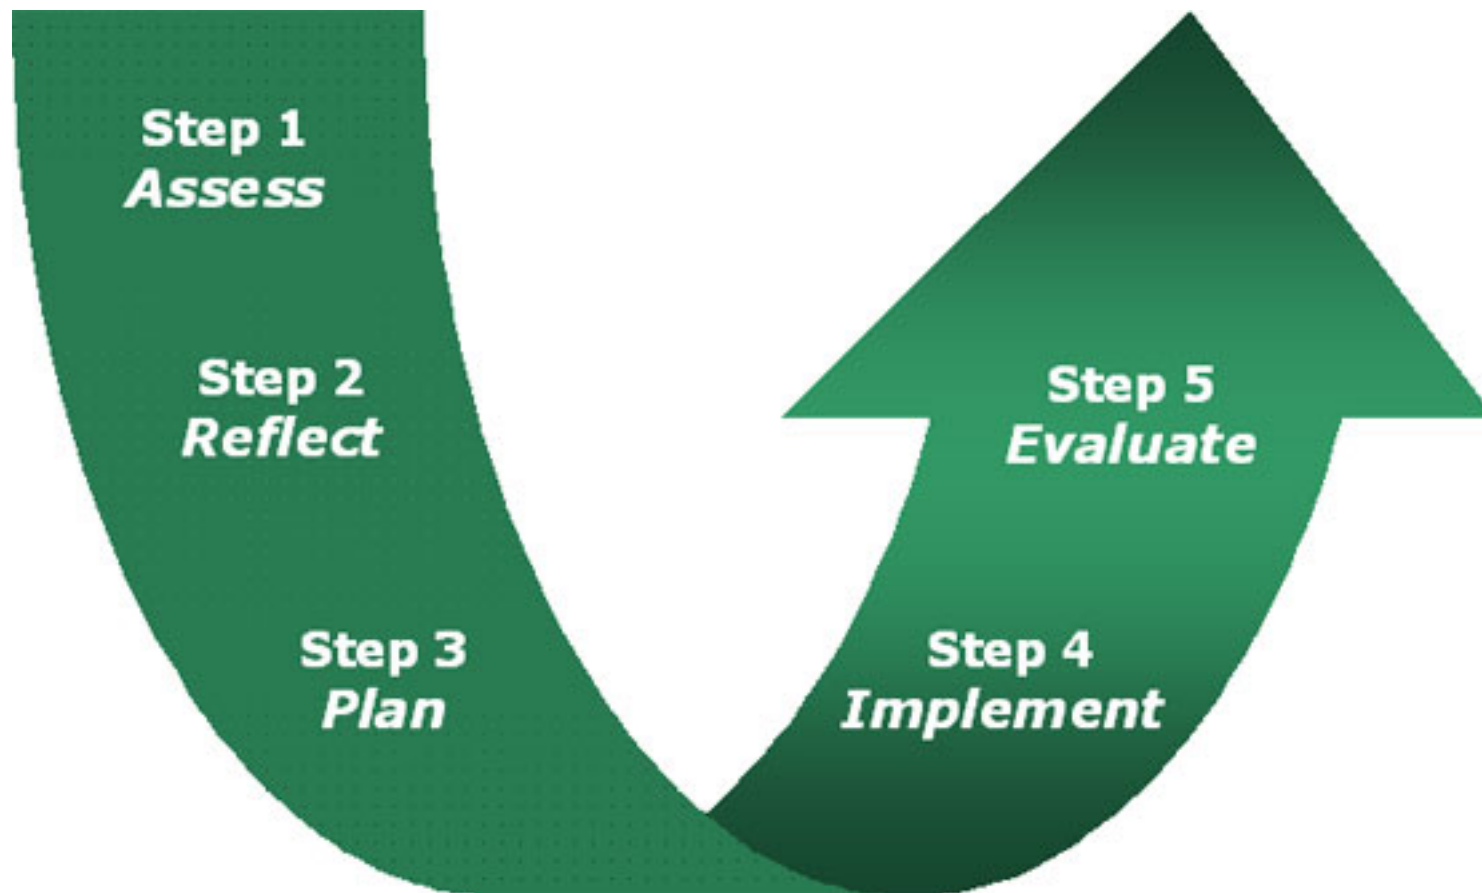 Step 1
Assess
Step 2
Reflect
Step 3
Plan
Step 4
Implement
Step 5
Evaluate